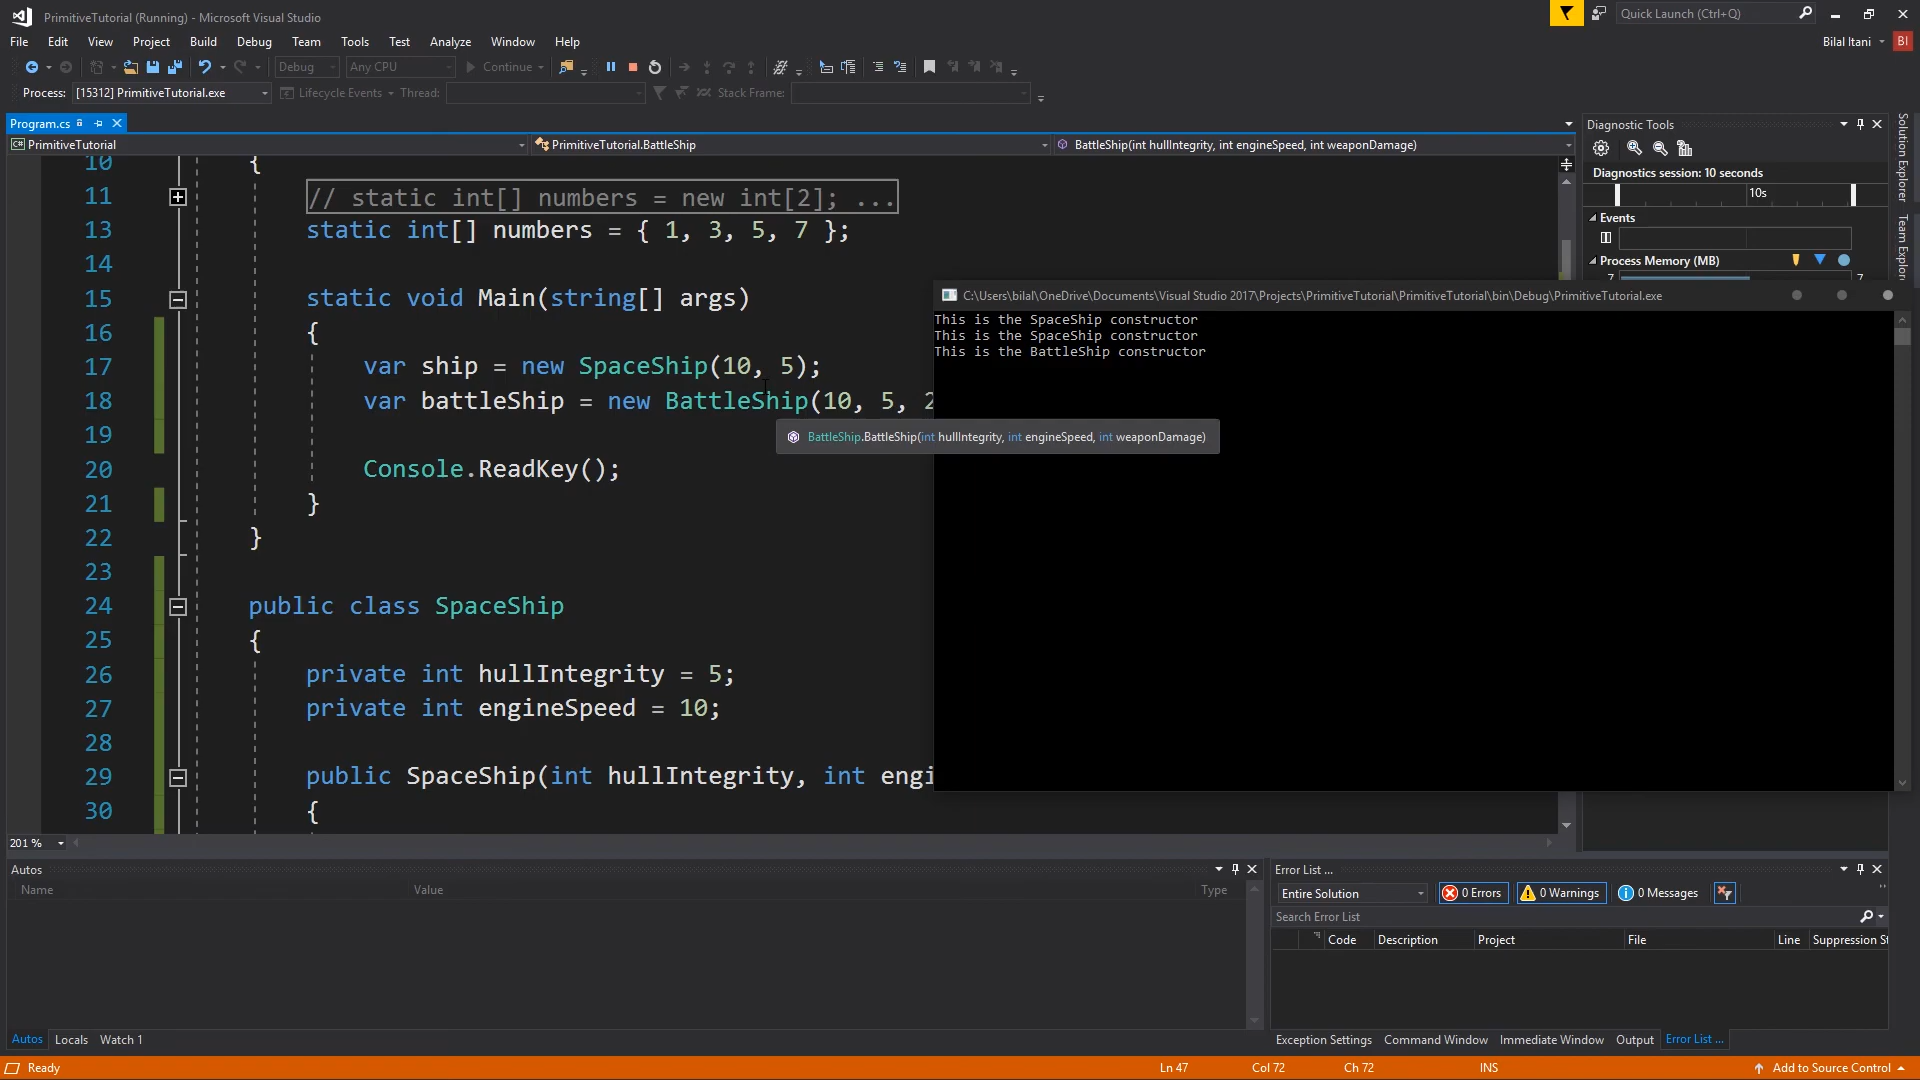 PrimitiveTutorial (Running) - Microsoft Visual Studio
Quick Launch (Ctrl+Q)
File Edit View Project Build Debug Team Tools Test Analyze Window Help
Bilal Itani BI
Debug Any CPU Continue
Process: [15312] PrimitiveTutorial.exe Lifecycle Events Thread: Stack Frame:
Program.cs
PrimitiveTutorial PrimitiveTutorial.BattleShip BattleShip(int hullIntegrity, int engineSpeed, int weaponDamage)
10 {
11 // static int[] numbers = new int[2]; ...
13 static int[] numbers = { 1, 3, 5, 7 };
14
15 static void Main(string[] args)
16 {
17 var ship = new SpaceShip(10, 5);
18 var battleShip = new BattleShip(10, 5, 2
19
BattleShip.BattleShip(int hullIntegrity, int engineSpeed, int weaponDamage)
20 Console.ReadKey();
21 }
22 }
23
24 public class SpaceShip
25 {
26 private int hullIntegrity = 5;
27 private int engineSpeed = 10;
28
29 public SpaceShip(int hullIntegrity, int engi
30 {
201 %
C:\Users\bilal\OneDrive\Documents\Visual Studio 2017\Projects\PrimitiveTutorial\PrimitiveTutorial\bin\Debug\PrimitiveTutorial.exe
This is the SpaceShip constructor
This is the SpaceShip constructor
This is the BattleShip constructor
Diagnostic Tools
Diagnostics session: 10 seconds
10s
Events
Process Memory (MB)
7 7
Solution Explorer
Team Explor
Autos
Name Value Type
Autos Locals Watch 1
Error List ...
Entire Solution 0 Errors 0 Warnings 0 Messages
Search Error List
Code Description Project File Line Suppression St
Exception Settings Command Window Immediate Window Output Error List ...
Ready Ln 47 Col 72 Ch 72 INS Add to Source Control